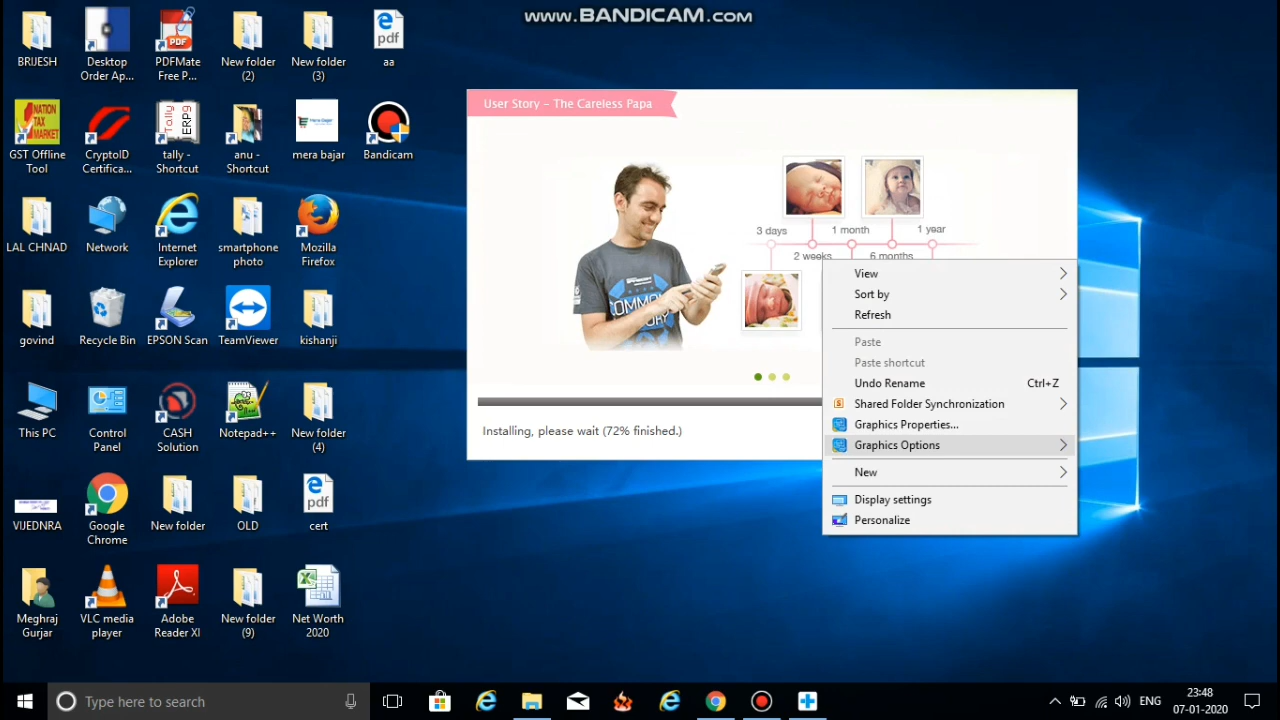 www.BANDICAM.com
BRIJESH
Desktop
Order Ap...
PDFMate
Free P...
New folder
(2)
New folder
(3)
aa
GST Offline
Tool
CryptoID
Certifica...
tally -
Shortcut
anu -
Shortcut
mera bajar
Bandicam
LAL CHNAD
Network
Internet
Explorer
smartphone
photo
Mozilla
Firefox
govind
Recycle Bin
EPSON Scan
TeamViewer
kishanji
This PC
Control
Panel
CASH
Solution
Notepad++
New folder
(4)
VIJEDNRA
Google
Chrome
New folder
OLD
cert
Meghraj
Gurjar
VLC media
player
Adobe
Reader XI
New folder
(9)
Net Worth
2020
User Story – The Careless Papa
3 days
1 month
1 year
2 weeks
6 months
Installing, please wait (72% finished.)
View
Sort by
Refresh
Paste
Paste shortcut
Undo Rename Ctrl+Z
Shared Folder Synchronization
Graphics Properties...
Graphics Options
New
Display settings
Personalize
Type here to search
ENG
23:48
07-01-2020